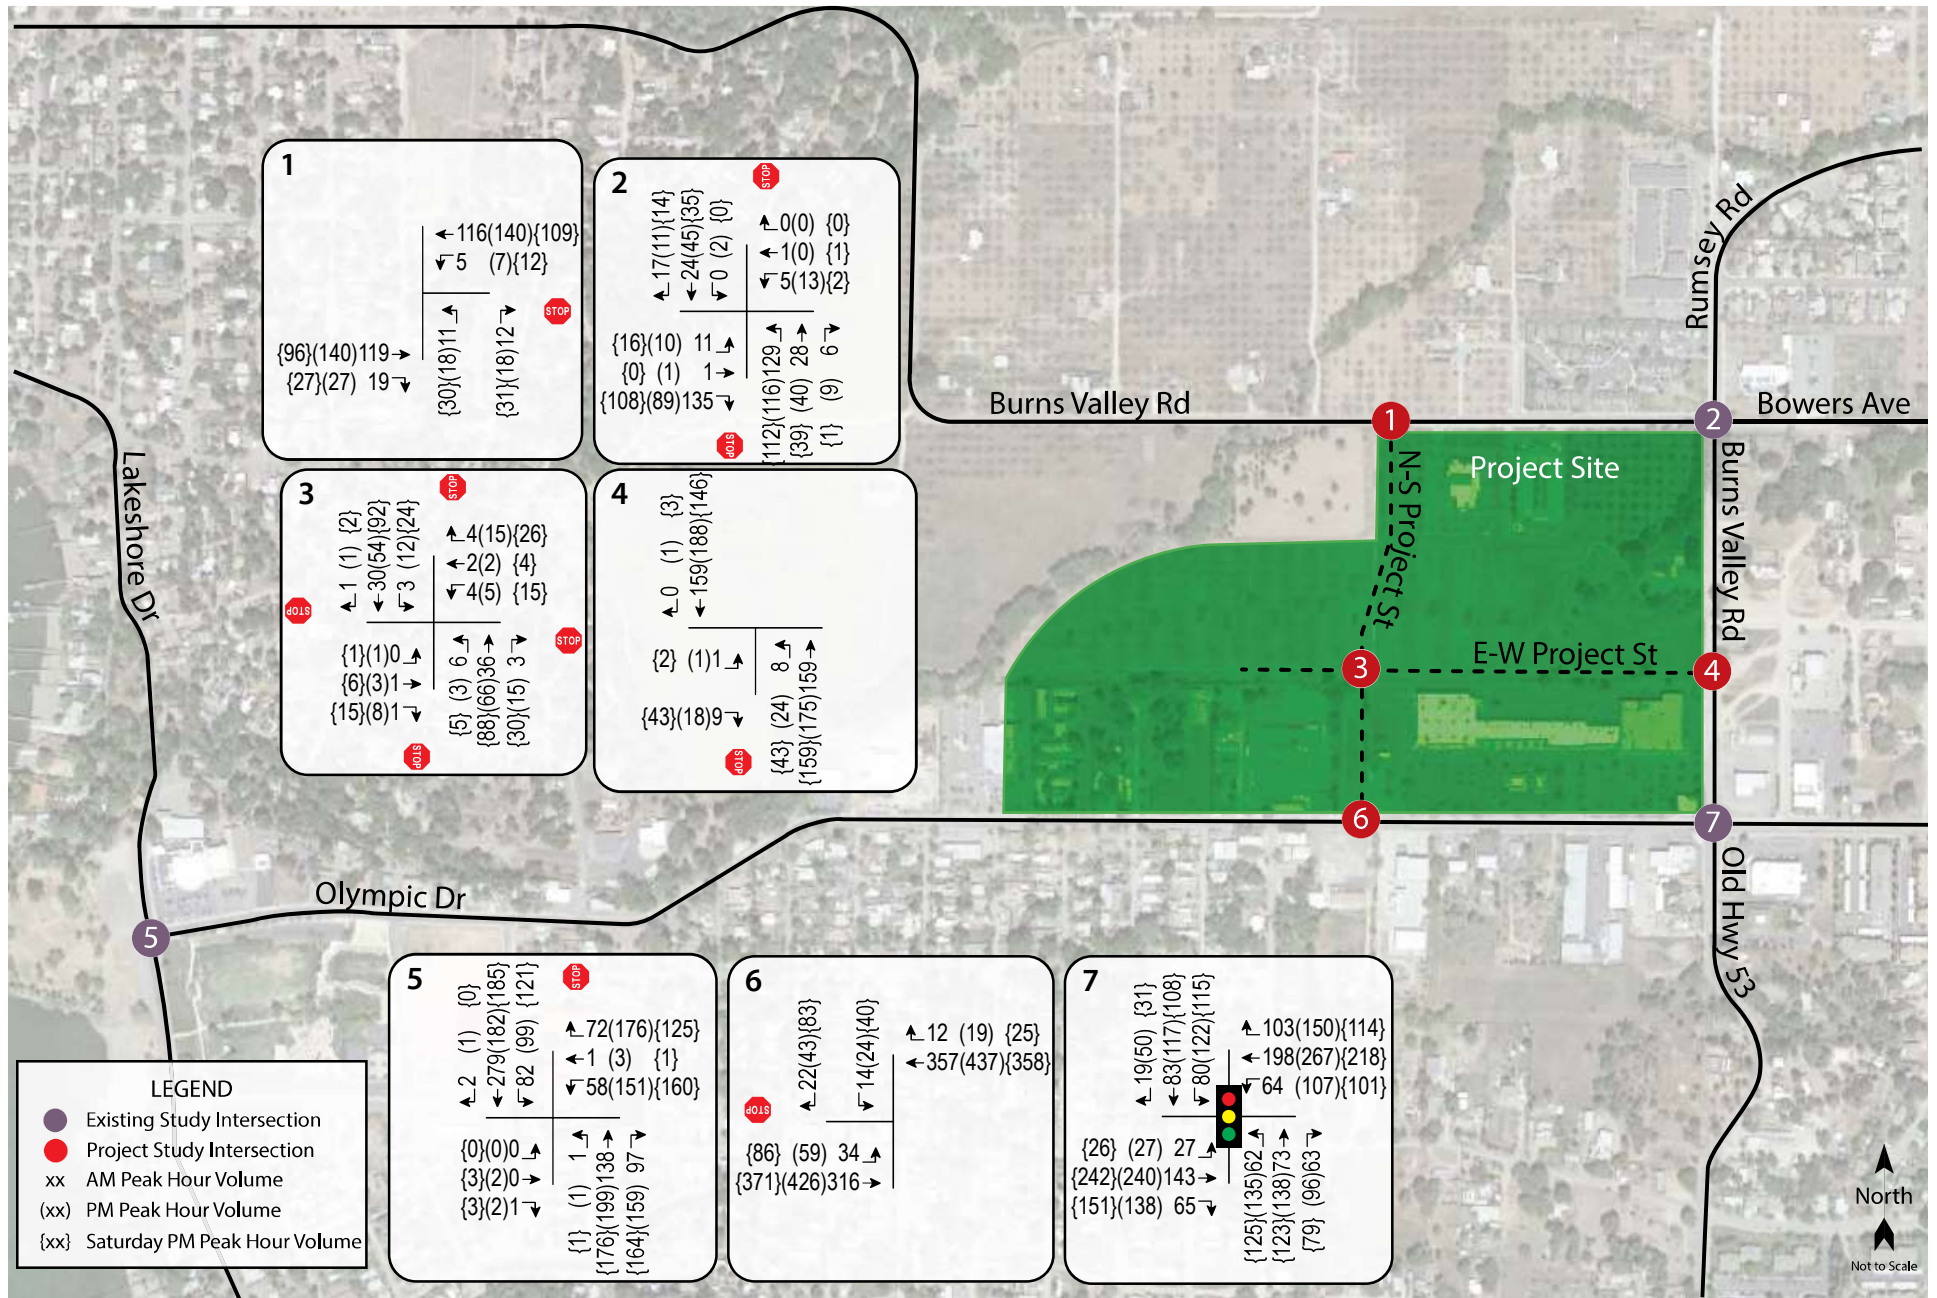 1
116(140){109}
5 (7){12}
STOP
{96}(140)119
{27}(27) 19
{30}(18)11
{31}(18)12
2
STOP
17(11){14}
24(45){35}
0 (2) {0}
0(0) {0}
1(0) {1}
5(13){2}
{16}(10) 11
{0} (1) 1
{108}(89)135
STOP
{112}(116)129
{39} (40) 28
{1} (9) 6
3
STOP
1 (1) {2}
30(54){92}
3 (12){24}
4(15){26}
2(2) {4}
4(5) {15}
STOP
STOP
{1}(1)0
{6}(3)1
{15}(8)1
STOP
{5} (3) 6
{88}(66)36
{30}(15) 3
4
0 (1) {3}
159(188){146}
{2} (1)1
{43}(18)9
STOP
{43} (24) 8
{159}(175)159
Rumsey Rd
Burns Valley Rd
1
2
Bowers Ave
Project Site
N-S Project St
Burns Valley Rd
E-W Project St
3
4
6
7
Lakeshore Dr
Olympic Dr
5
Old Hwy 53
5
STOP
2 (1) {0}
279(182){185}
82 (99) {121}
72(176){125}
1 (3) {1}
58(151){160}
{0}(0)0
{3}(2)0
{3}(2)1
{1} (1) 1
{176}(199)138
{164}(159) 97
6
22(43){83}
14(24){40}
12 (19) {25}
357(437){358}
STOP
{86} (59) 34
{371}(426)316
7
19(50) {31}
83(117){108}
80(122){115}
103(150){114}
198(267){218}
64 (107){101}
{26} (27) 27
{242}(240)143
{151}(138) 65
{125}(135)62
{123}(138)73
{79} (96)63
LEGEND
Existing Study Intersection
Project Study Intersection
xx AM Peak Hour Volume
(xx) PM Peak Hour Volume
{xx} Saturday PM Peak Hour Volume
North
Not to Scale